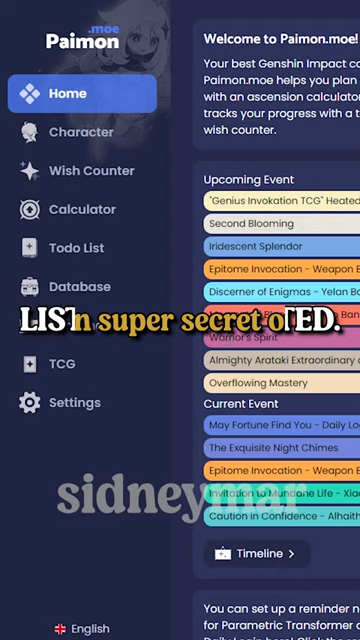 .moe
Paimon
Home
Character
Wish Counter
Calculator
Todo List
Database
TCG
Settings
English
Welcome to Paimon.moe!
Your best Genshin Impact co
Paimon.moe helps you plan
with an ascension calculator
tracks your progress with a t
wish counter.
Upcoming Event
"Genius Invokation TCG" Heated
Second Blooming
Iridescent Splendor
Epitome Invocation - Weapon B
Discerner of Enigmas - Yelan Ba
Warrior's Spirit
Almighty Arataki Extraordinary
Overflowing Mastery
Current Event
May Fortune Find You - Daily Lo
The Exquisite Night Chimes
Epitome Invocation - Weapon B
Invitation to Mundane Life - Xiao
Caution in Confidence - Alhaith
Timeline
You can set up a reminder n
for Parametric Transformer
super secret
sidneymar